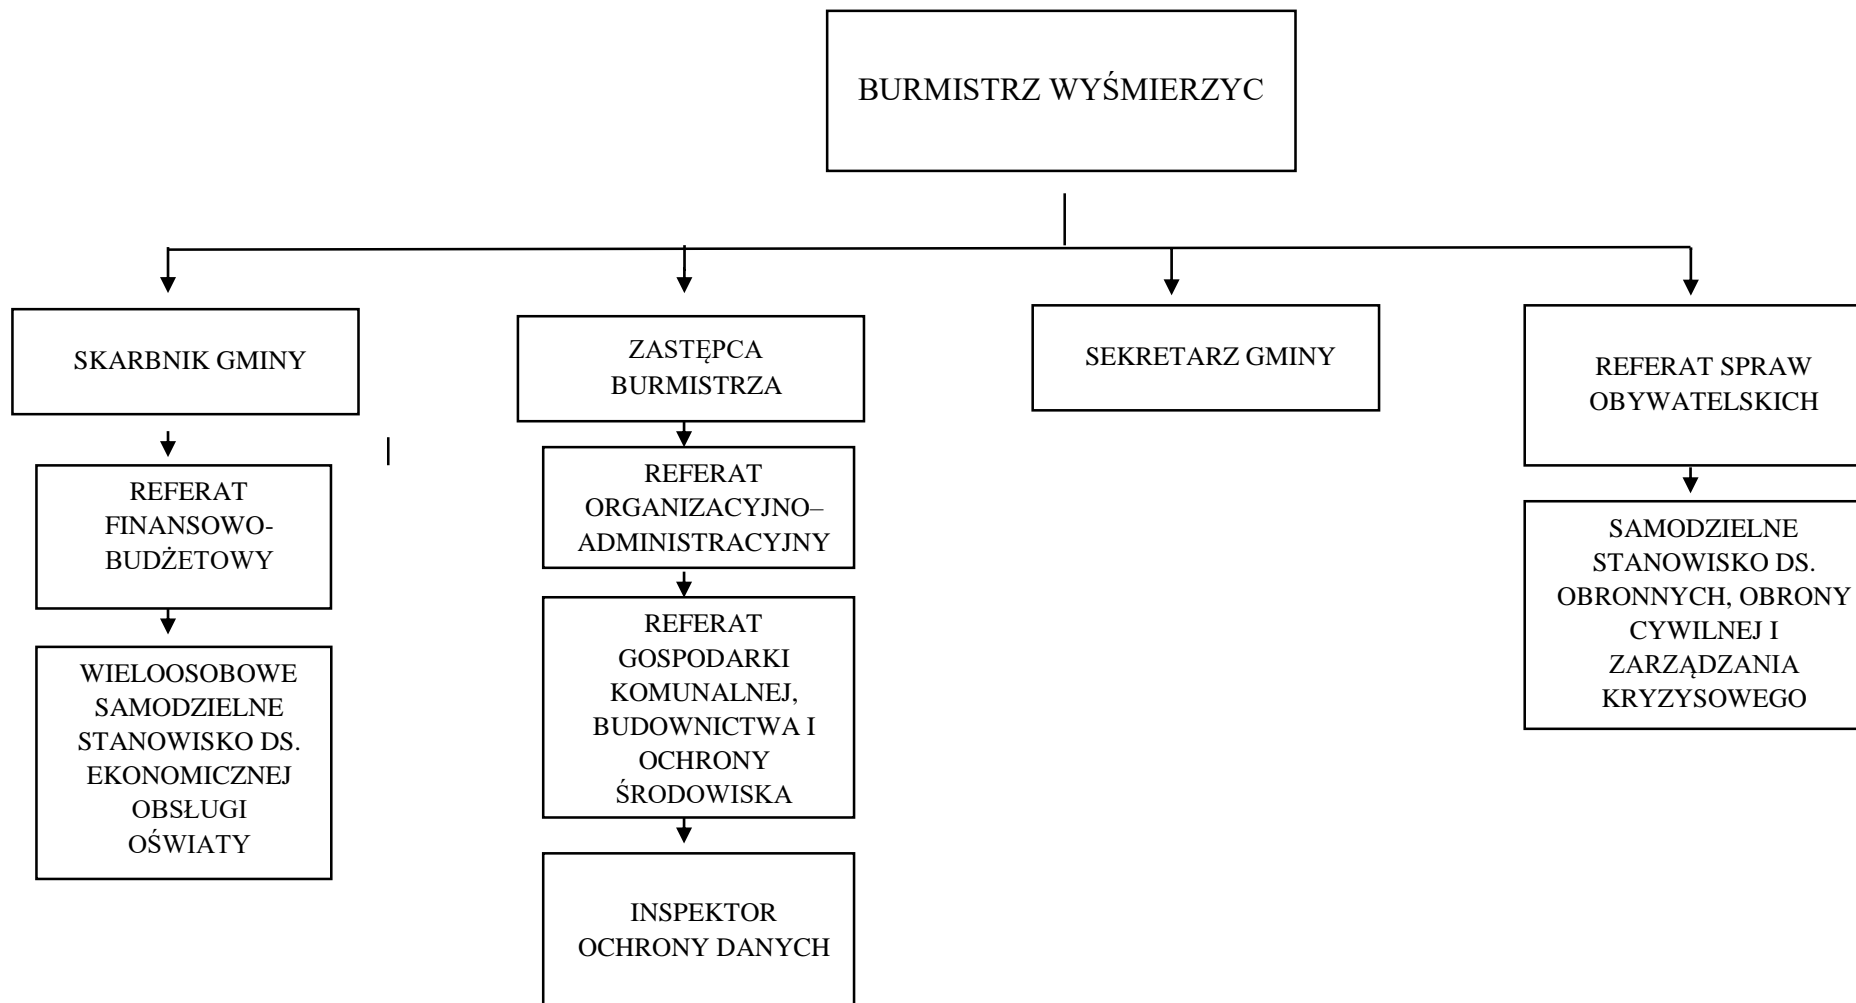 BURMISTRZ WYŚMIERZYC
SKARBNIK GMINY
ZASTĘPCA
BURMISTRZA
SEKRETARZ GMINY
REFERAT SPRAW
OBYWATELSKICH
REFERAT
FINANSOWO-
BUDŻETOWY
REFERAT
ORGANIZACYJNO–
ADMINISTRACYJNY
SAMODZIELNE
STANOWISKO DS.
OBRONNYCH, OBRONY
CYWILNEJ I
ZARZĄDZANIA
KRYZYSOWEGO
WIELOOSOBOWE
SAMODZIELNE
STANOWISKO DS.
EKONOMICZNEJ
OBSŁUGI
OŚWIATY
REFERAT
GOSPODARKI
KOMUNALNEJ,
BUDOWNICTWA I
OCHRONY
ŚRODOWISKA
INSPEKTOR
OCHRONY DANYCH